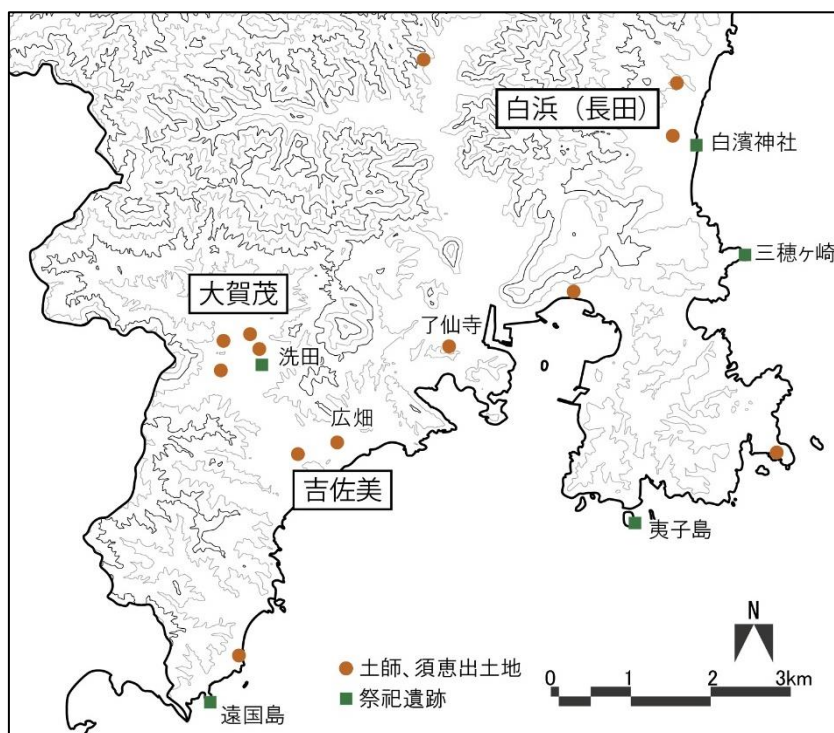 白浜（長田）
白濱神社
三穂ヶ崎
大賀茂
了仙寺
洗田
広畑
吉佐美
夷子島
N
土師、須恵出土地
0 1 2 3km
祭祀遺跡
遠国島